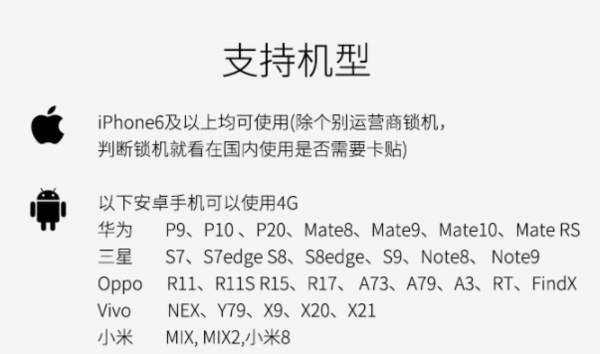 支持机型
iPhone6及以上均可使用(除个别运营商锁机，
判断锁机就看在国内使用是否需要卡贴)
以下安卓手机可以使用4G
华为 P9、P10 、P20、Mate8、Mate9、Mate10、Mate RS
三星 S7、S7edge S8、S8edge、S9、Note8、 Note9
Oppo R11、R11S R15、R17、 A73、A79、A3、RT、FindX
Vivo NEX、Y79、X9、X20、X21
小米 MIX, MIX2,小米8